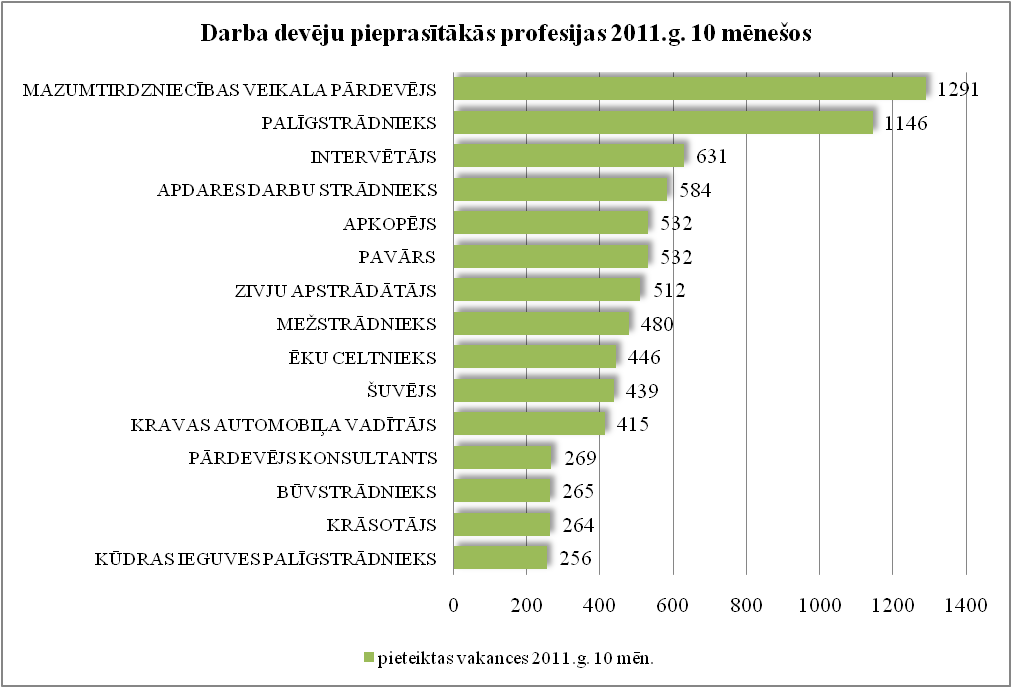 Darba devēju pieprasītākās profesijas 2011.g. 10 mēnešos
MAZUMTIRDZNIECĪBAS VEIKALA PĀRDEVĒJS 1291
PALĪGSTRĀDNIEKS 1146
INTERVĒTĀJS 631
APDARES DARBU STRĀDNIEKS 584
APKOPĒJS 532
PAVĀRS 532
ZIVJU APSTRĀDĀTĀJS 512
MEŽSTRĀDNIEKS 480
ĒKU CELTNIEKS 446
ŠUVĒJS 439
KRAVAS AUTOMOBIĻA VADĪTĀJS 415
PĀRDEVĒJS KONSULTANTS 269
BŪVSTRĀDNIEKS 265
KRĀSOTĀJS 264
KŪDRAS IEGUVES PALĪGSTRĀDNIEKS 256
0 200 400 600 800 1000 1200 1400
pieteiktas vakances 2011.g. 10 mēn.